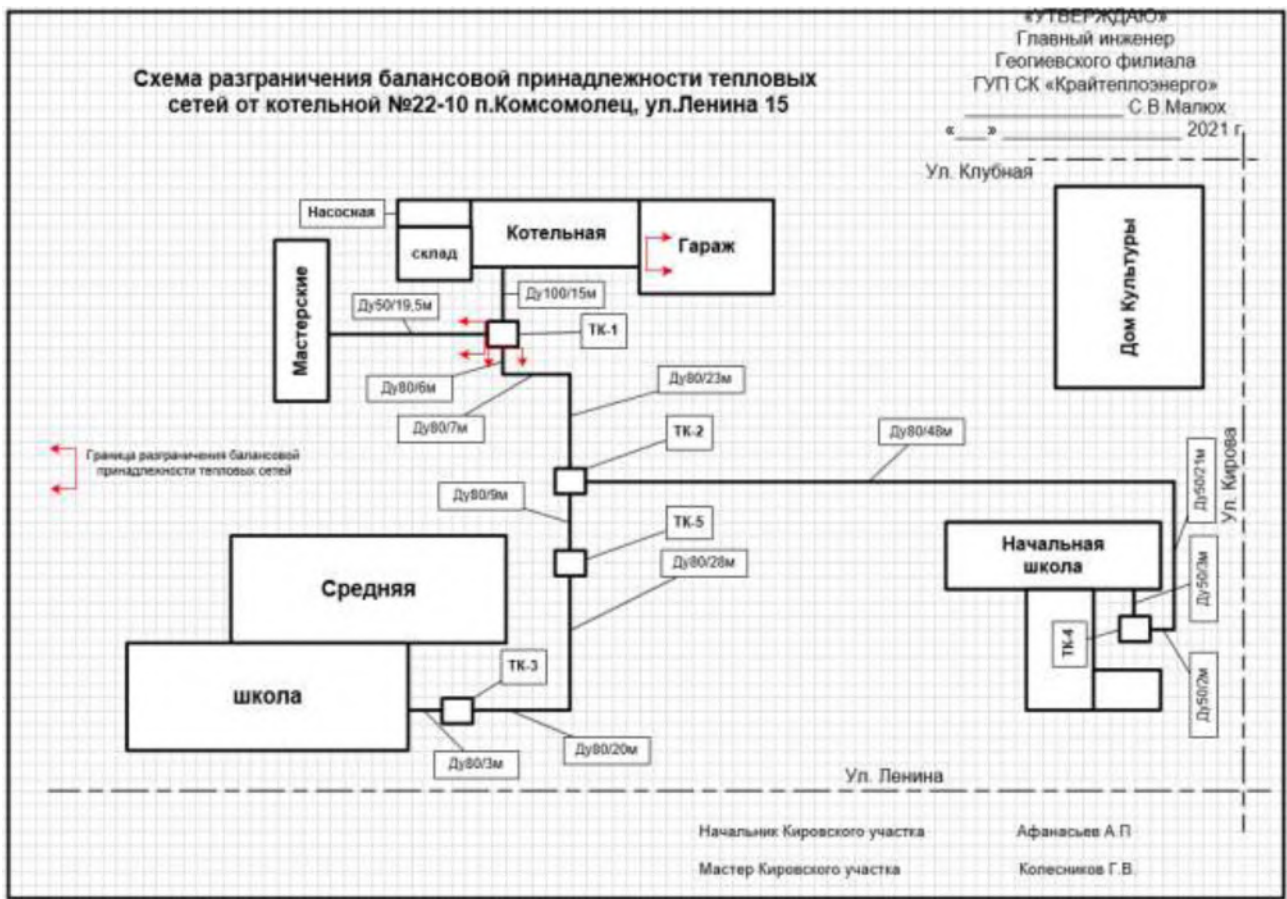 «УТВЕРЖДАЮ»
Главный инженер
Геогиевского филиала
ГУП СК «Крайтеплоэнерго»
С.В.Малюх
«___» ____________ 2021 г.
Схема разграничения балансовой принадлежности тепловых
сетей от котельной №22-10 п.Комсомолец, ул.Ленина 15
Ул. Клубная
Насосная
Котельная
склад
Гараж
Дом Культуры
Мастерские
Ду50/19,5м
Ду100/15м
ТК-1
Ду80/6м
Ду80/23м
Ду80/7м
ТК-2
Ду80/48м
Граница разграничения балансовой
принадлежности тепловых сетей
Ду80/9м
Ду50/21м
Ул. Кирова
ТК-5
Ду80/28м
Начальная
школа
Ду50/3м
Средняя
ТК-4
ТК-3
школа
Ду50/2м
Ду80/3м
Ду80/20м
Ул. Ленина
Начальник Кировского участка
Афанасьев А.П
Мастер Кировского участка
Колесников Г.В.